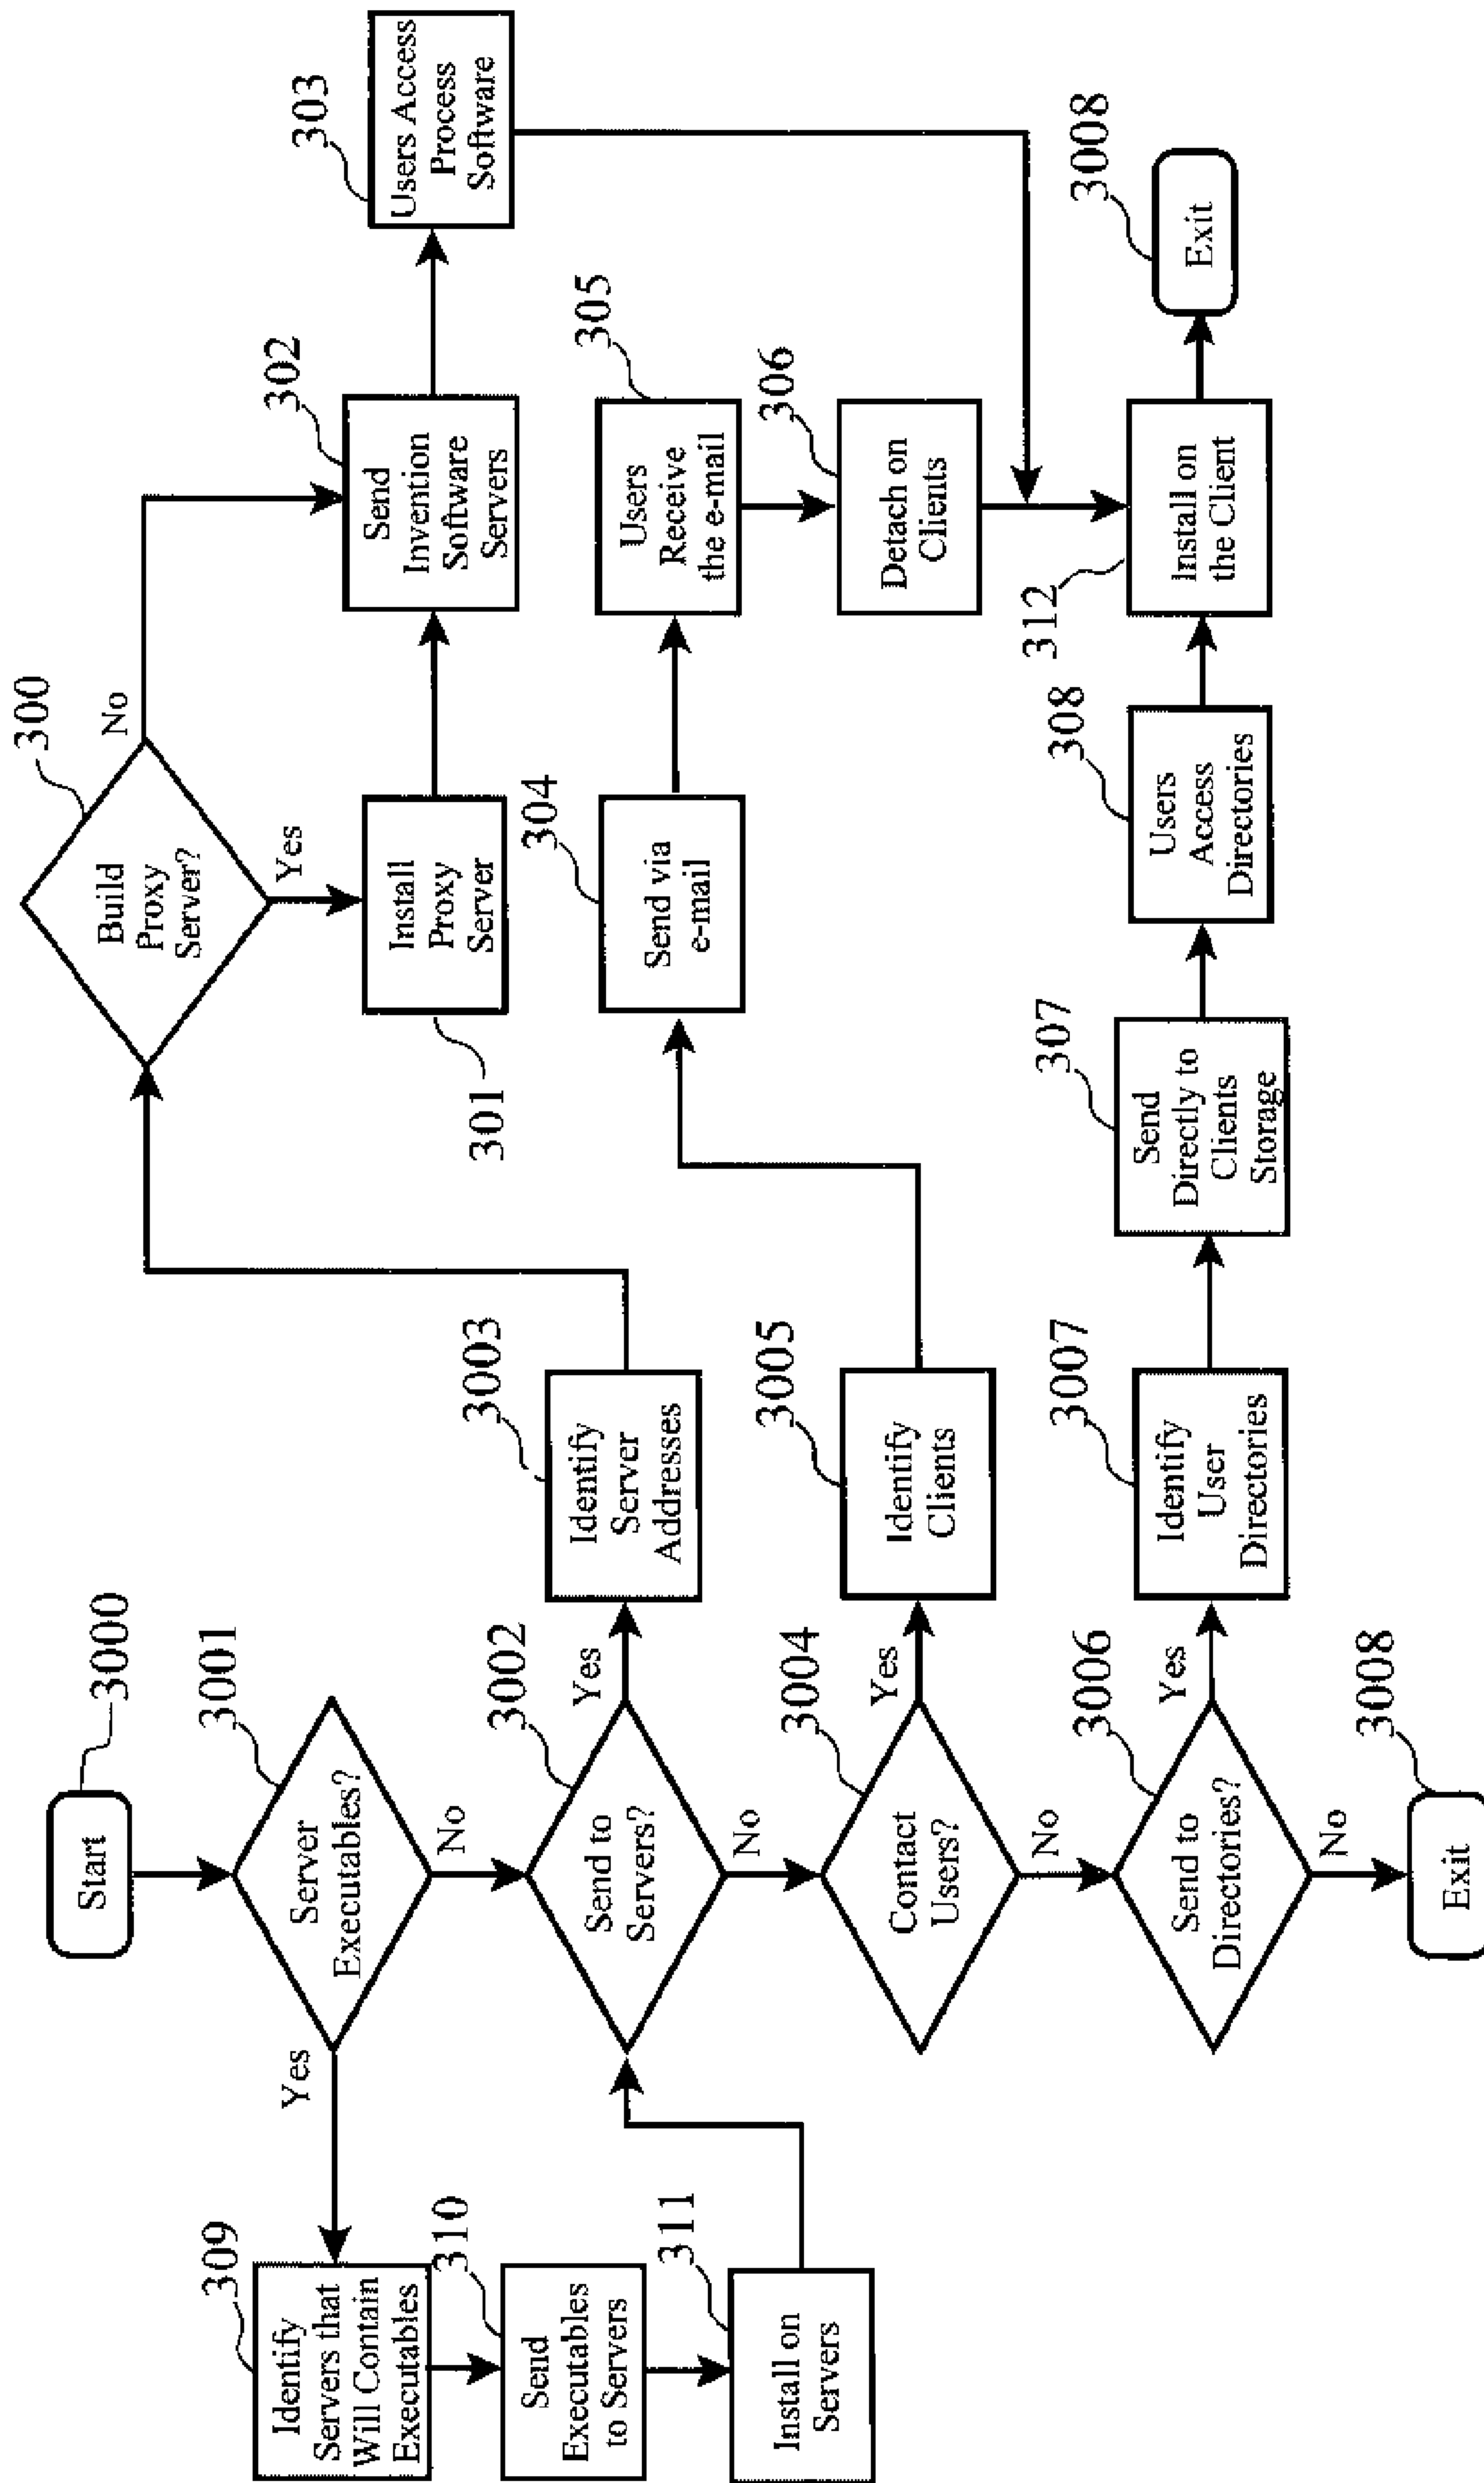 Start
3000
Server
Executables?
3001
Yes
No
Identify
Servers that
Will Contain
Executables
309
Send
Executables
to Servers
310
Install on
Servers
311
Send to
Servers?
3002
Yes
No
Identify
Server
Addresses
3003
Build
Proxy
Server?
300
No
Yes
Install
Proxy
Server
301
Send
Invention
Software
Servers
302
Users Access
Process
Software
303
Contact
Users?
3004
Yes
No
Identify
Clients
3005
Send via
e-mail
304
Users
Receive
the e-mail
305
Detach on
Clients
306
Send to
Directories?
3006
Yes
No
Identify
User
Directories
3007
Send
Directly to
Clients
Storage
307
Users
Access
Directories
308
Install on
the Client
312
Exit
3008
Exit
3008